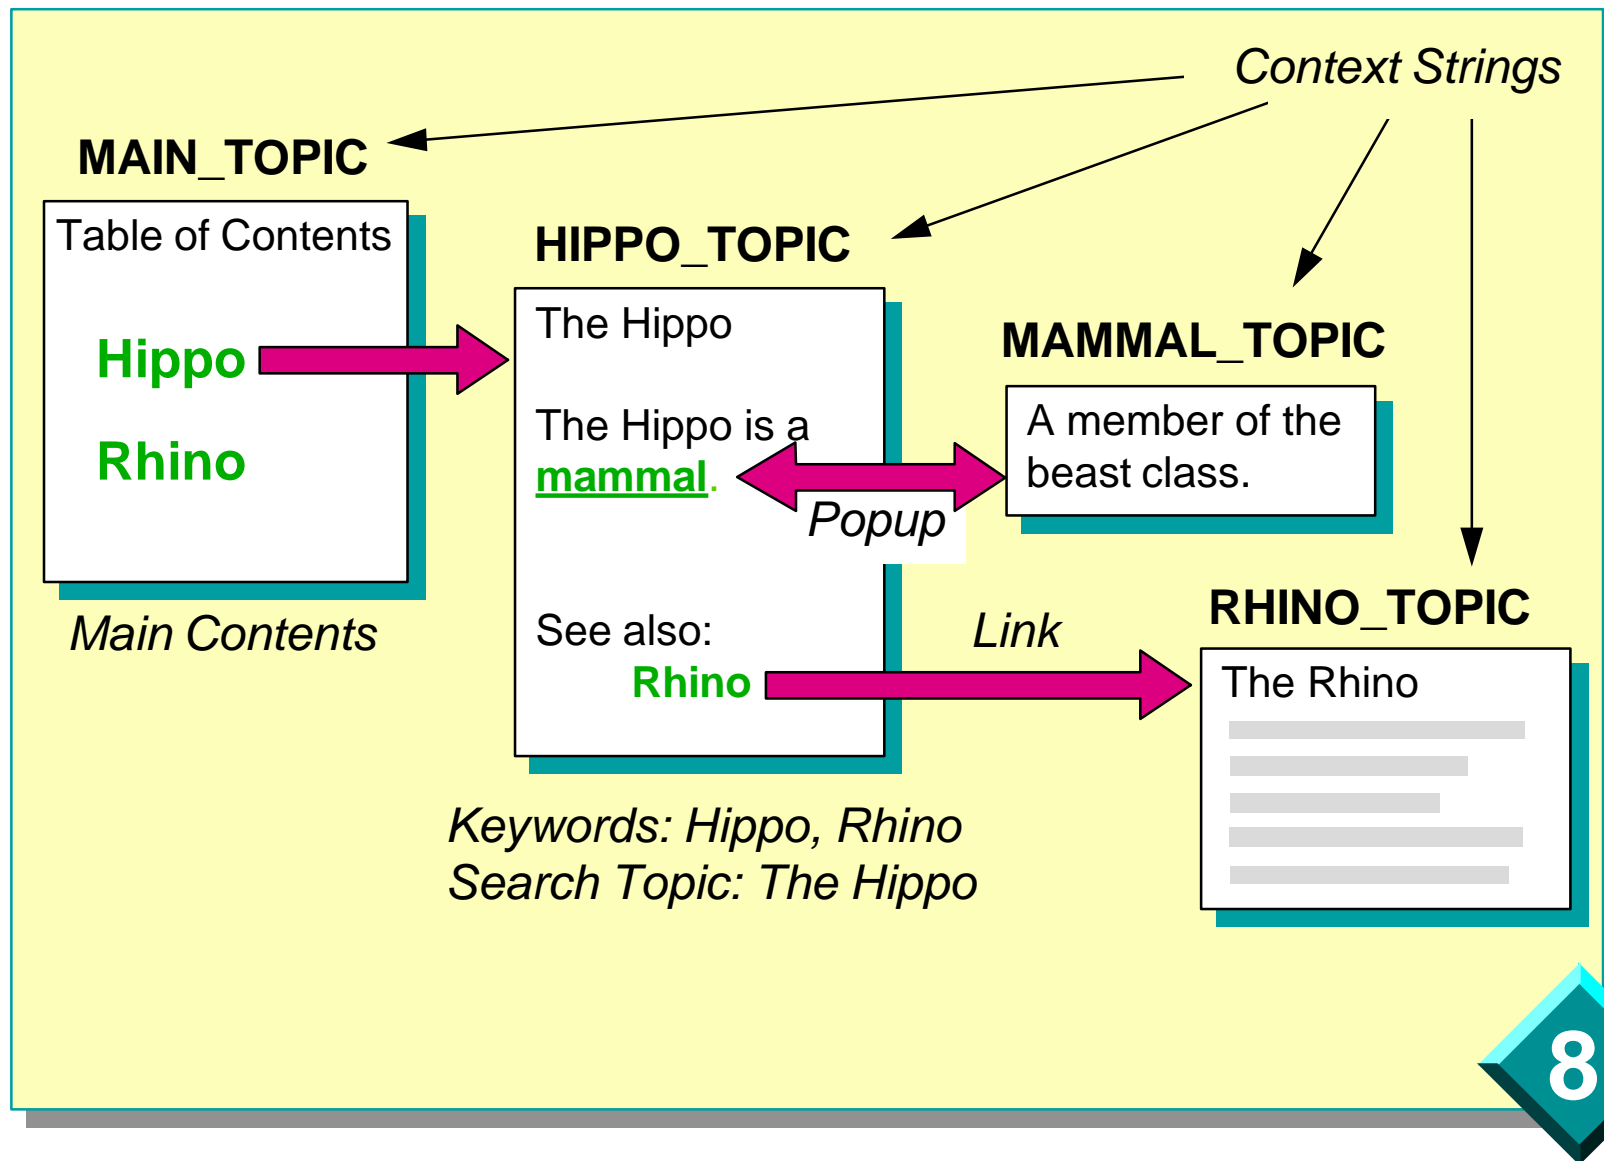 Context Strings
MAIN_TOPIC
Table of Contents
Hippo
Rhino
Main Contents
HIPPO_TOPIC
The Hippo
The Hippo is a
mammal.
Popup
See also:
Rhino
Link
Keywords: Hippo, Rhino
Search Topic: The Hippo
MAMMAL_TOPIC
A member of the
beast class.
RHINO_TOPIC
The Rhino
8